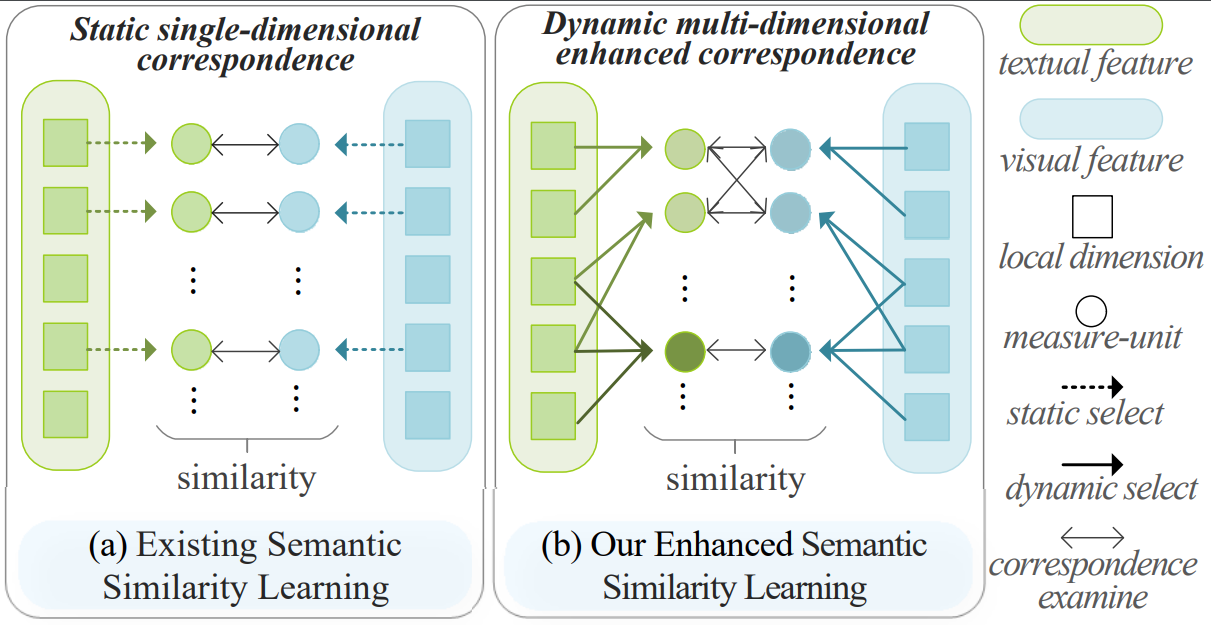 Static single-dimensional
correspondence
similarity
(a) Existing Semantic
Similarity Learning
Dynamic multi-dimensional
enhanced correspondence
similarity
(b) Our Enhanced Semantic
Similarity Learning
textual feature
visual feature
local dimension
measure-unit
static select
dynamic select
correspondence
examine